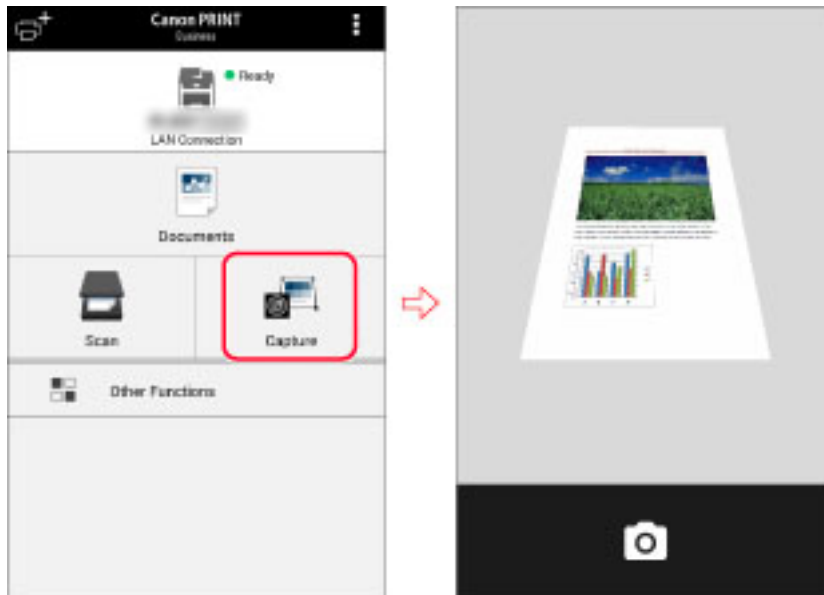 Canon PRINT
Business
Ready
LAN Connection
Documents
Scan
Capture
Other Functions